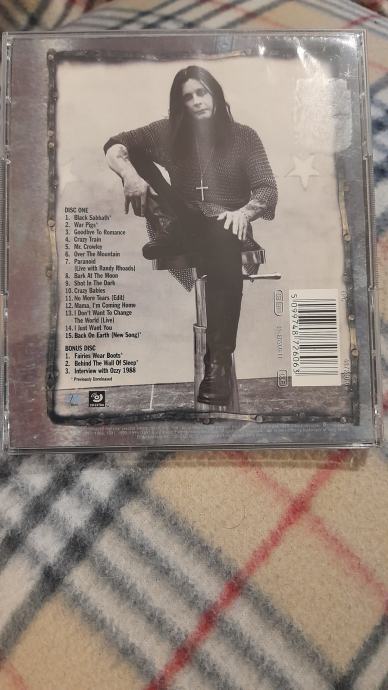 DISC ONE
1. Black Sabbath*
2. War Pigs*
3. Goodbye To Romance
4. Crazy Train
5. Mr. Crowley
6. Over The Mountain
7. Paranoid
(Live with Randy Rhoads)
8. Bark At The Moon
9. Shot In The Dark
10. Crazy Babies
11. No More Tears (Edit)
12. Mama, I'm Coming Home
13. I Don't Want To Change
The World (Live)
14. I Just Want You
15. Back On Earth (New Song)*
BONUS DISC
1. Fairies Wear Boots*
2. Behind The Wall Of Sleep*
3. Interview with Ozzy 1988
* Previously Unreleased
5099748726063